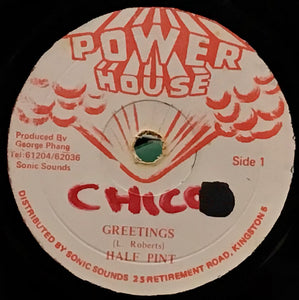 POWER
HOUSE
Produced By
George Phang
Tel:61204/62036
Sonic Sounds
Side 1
CHICO
GREETINGS
(L. Roberts)
HALF PINT
DISTRIBUTED BY SONIC SOUNDS 25 RETIREMENT ROAD, KINGSTON 5